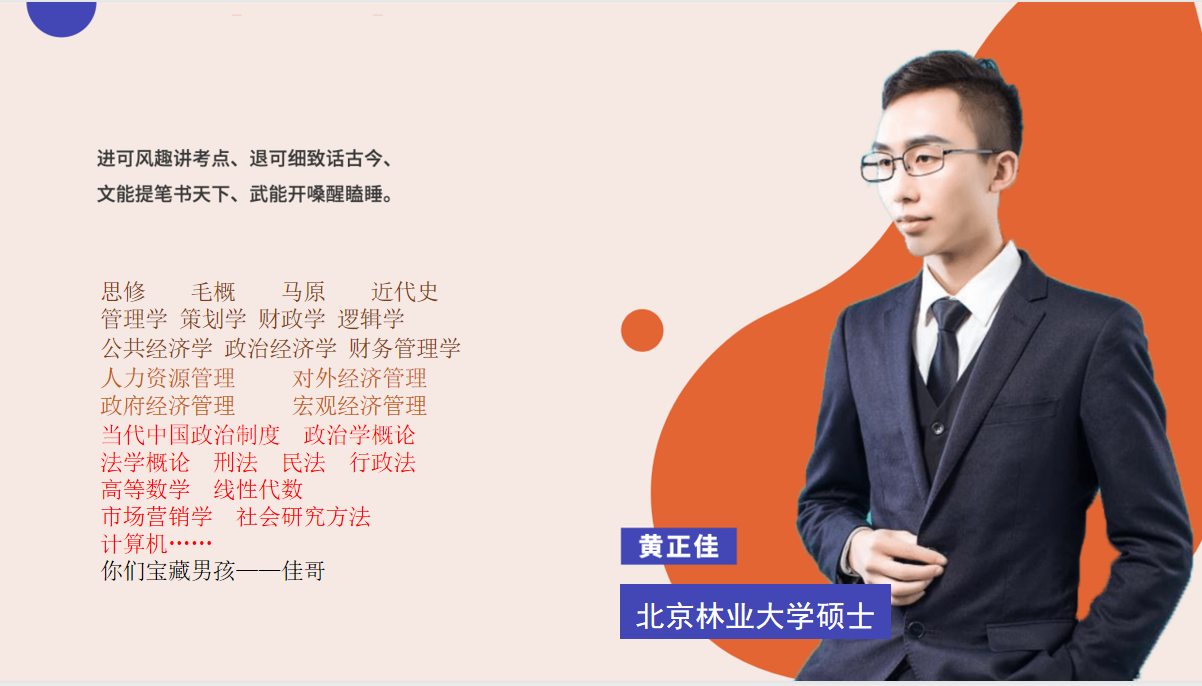 进可风趣讲考点、退可细致话古今、
文能提笔书天下、武能开嗓醒瞌睡。
思修 毛概 马原 近代史
管理学 策划学 财政学 逻辑学
公共经济学 政治经济学 财务管理学
人力资源管理 对外经济管理
政府经济管理 宏观经济管理
当代中国政治制度 政治学概论
法学概论 刑法 民法 行政法
高等数学 线性代数
市场营销学 社会研究方法
计算机……
你们宝藏男孩——佳哥
黄正佳
北京林业大学硕士